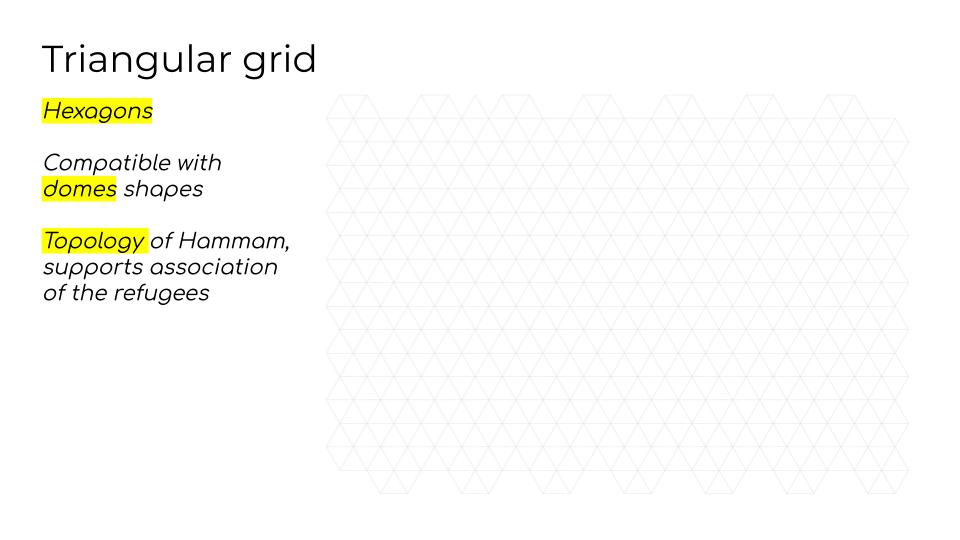 Triangular grid
Hexagons
Compatible with
domes shapes
Topology of Hammam,
supports association
of the refugees